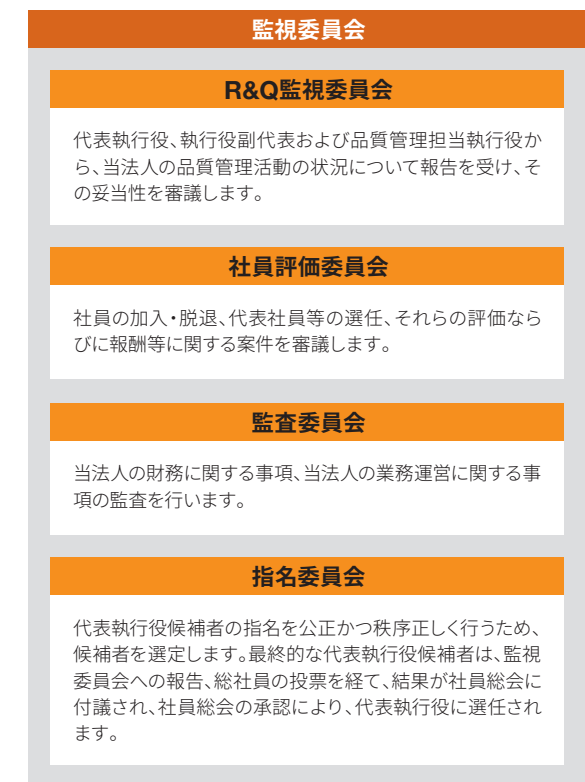 監視委員会
R&Q監視委員会
代表執行役、執行役副代表および品質管理担当執行役か
ら、当法人の品質管理活動の状況について報告を受け、そ
の妥当性を審議します。
社員評価委員会
社員の加入・脱退、代表社員等の選任、それらの評価なら
びに報酬等に関する案件を審議します。
監査委員会
当法人の財務に関する事項、当法人の業務運営に関する事
項の監査を行います。
指名委員会
代表執行役候補者の指名を公正かつ秩序正しく行うため、
候補者を選定します。最終的な代表執行役候補者は、監視
委員会への報告、総社員の投票を経て、結果が社員総会に
付議され、社員総会の承認により、代表執行役に選任され
ます。